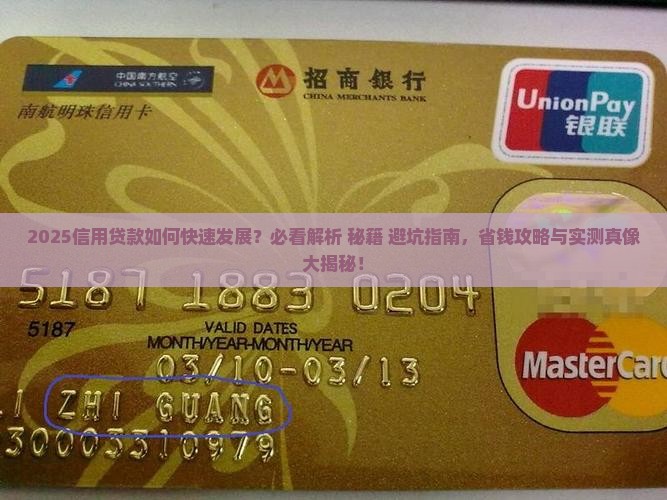 中国南方航空
CHINA SOUTHERN
招商銀行
CHINA MERCHANTS BANK
南航明珠信用卡
UnionPay
银联
2025信用贷款如何快速发展？必看解析 秘籍 避坑指南，省钱攻略与实测真像
大揭秘！
5187 1883 0204
5187
VALID DATES
MONTH/YEAR-MONTH/YEAR
03/10-03/13
MasterCard
LI ZHI GUANG
30003310979